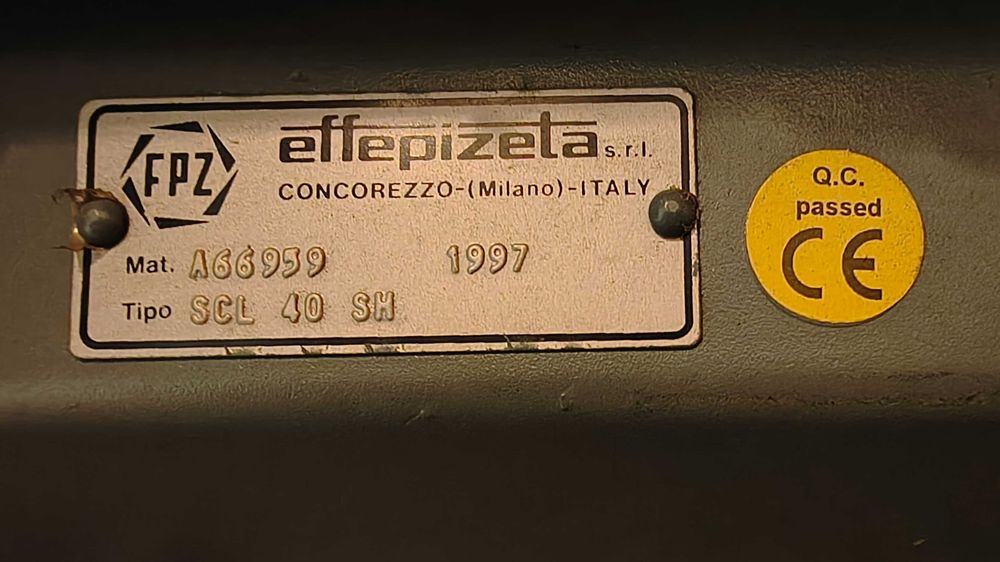 FPZ
effepizeta s.r.l.
CONCOREZZO-(Milano)-ITALY
Mat. A66959 1997
Tipo SCL 40 SH
Q.C.
passed
CE